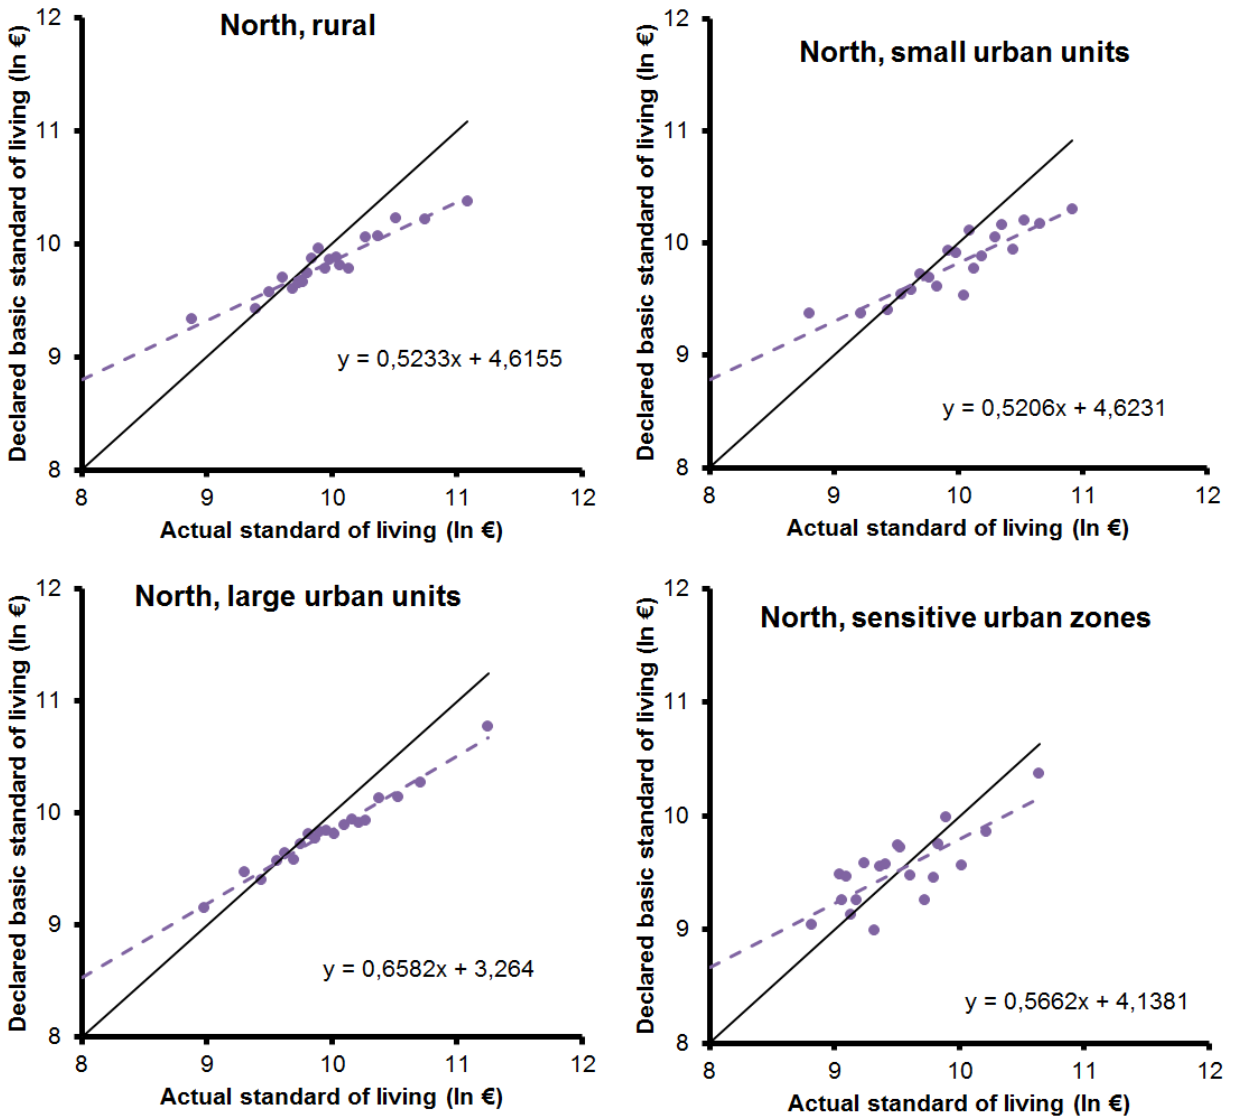 North, rural
Declared basic standard of living (ln €)
12
11
10
9
8
y = 0,5233x + 4,6155
8 9 10 11 12
Actual standard of living (ln €)
North, small urban units
Declared basic standard of living (ln €)
12
11
10
9
8
y = 0,5206x + 4,6231
8 9 10 11 12
Actual standard of living (ln €)
North, large urban units
Declared basic standard of living (ln €)
12
11
10
9
8
y = 0,6582x + 3,264
8 9 10 11 12
Actual standard of living (ln €)
North, sensitive urban zones
Declared basic standard of living (ln €)
12
11
10
9
8
y = 0,5662x + 4,1381
8 9 10 11 12
Actual standard of living (ln €)